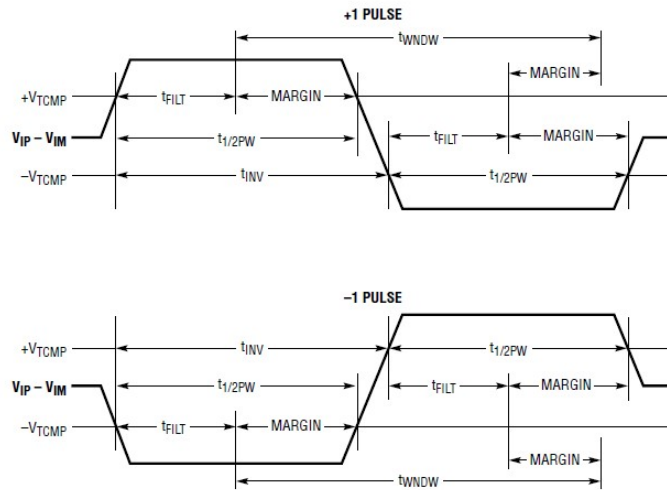 +1 PULSE
tWNDW
MARGIN
+VTCMP
tFILT
MARGIN
VIP – VIM
t1/2PW
tFILT
MARGIN
–VTCMP
tINV
t1/2PW
–1 PULSE
+VTCMP
tINV
t1/2PW
VIP – VIM
t1/2PW
tFILT
MARGIN
–VTCMP
tFILT
MARGIN
MARGIN
tWNDW